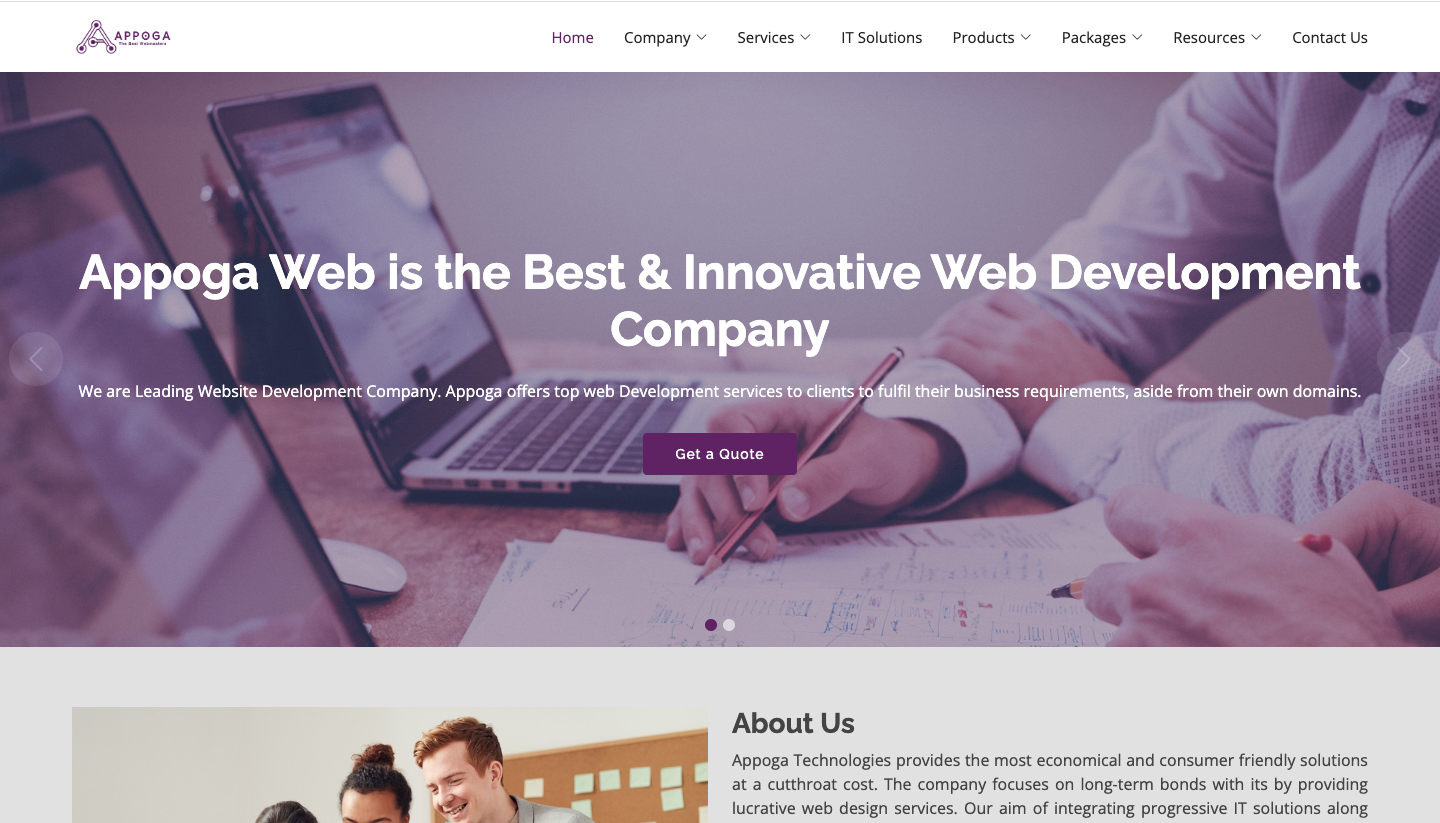 APPOGA
The Best Webmasters
Home Company Services IT Solutions Products Packages Resources Contact Us
Appoga Web is the Best & Innovative Web Development
Company
We are Leading Website Development Company. Appoga offers top web Development services to clients to fulfil their business requirements, aside from their own domains.
Get a Quote
About Us
Appoga Technologies provides the most economical and consumer friendly solutions
at a cutthroat cost. The company focuses on long-term bonds with its by providing
lucrative web design services. Our aim of integrating progressive IT solutions along